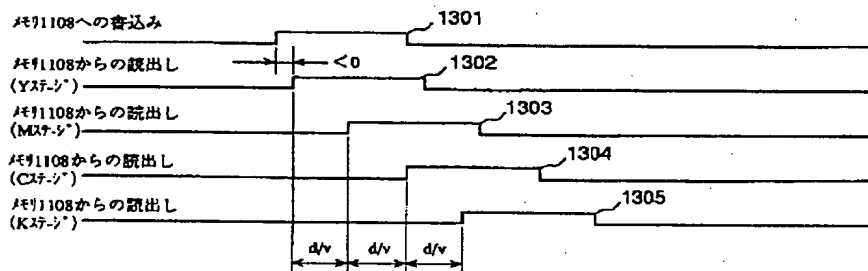 ﾒﾓﾘ1108への書込み
1301
<0
ﾒﾓﾘ1108からの読出し
(Yｽﾃｰｼﾞ)
1302
ﾒﾓﾘ1108からの読出し
(Mｽﾃｰｼﾞ)
1303
ﾒﾓﾘ1108からの読出し
(Cｽﾃｰｼﾞ)
1304
ﾒﾓﾘ1108からの読出し
(Kｽﾃｰｼﾞ)
1305
d/v d/v d/v